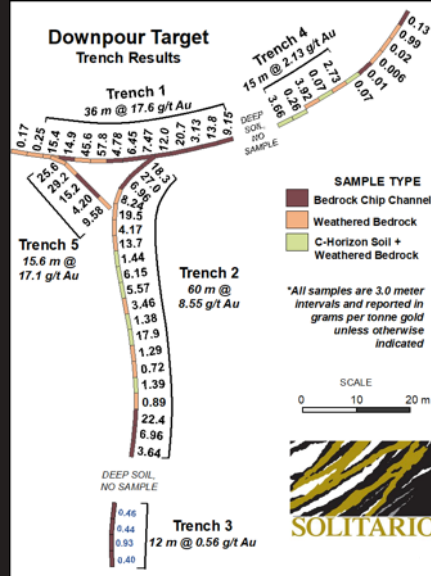 Downpour Target
Trench Results
Trench 1
36 m @ 17.6 g/t Au
0.17
0.25
15.4
14.9
45.6
57.8
4.78
6.45
7.47
12.0
20.7
3.13
13.8
9.15
DEEP
SOIL,
NO
SAMPLE
Trench 4
15 m @ 2.13 g/t Au
3.66
0.26
3.92
0.07
2.73
0.07
0.01
0.006
0.02
0.99
0.13
25.6
29.2
15.2
4.20
9.58
Trench 5
15.6 m @
17.1 g/t Au
18.3
27.0
6.96
8.24
19.5
4.17
13.7
1.44
6.15
5.57
3.46
1.38
17.9
1.29
0.72
1.39
0.89
22.4
6.96
3.64
Trench 2
60 m @
8.55 g/t Au
DEEP SOIL,
NO SAMPLE
0.46
0.44
0.93
0.40
Trench 3
12 m @ 0.56 g/t Au
SAMPLE TYPE
Bedrock Chip Channel
Weathered Bedrock
C-Horizon Soil +
Weathered Bedrock
*All samples are 3.0 meter
intervals and reported in
grams per tonne gold
unless otherwise
indicated
SCALE
0 10 20 m
SOLITARIO